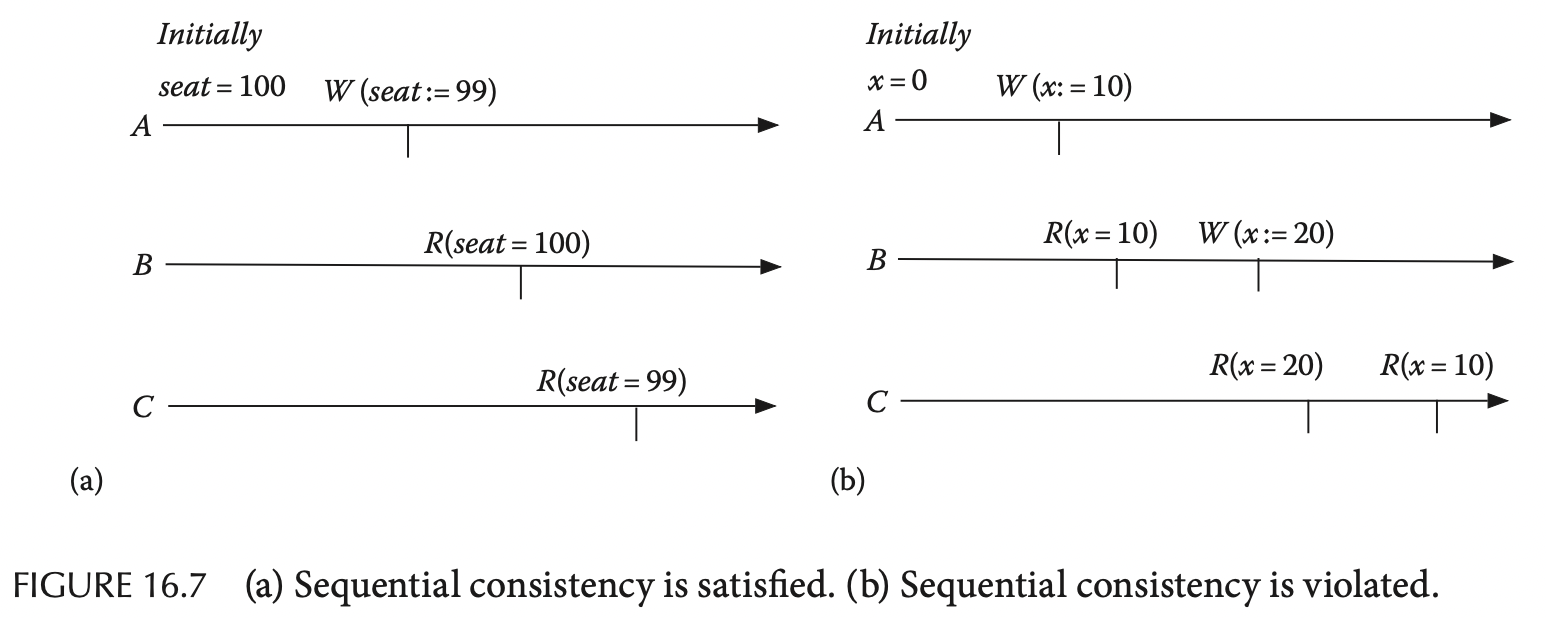 Initially
seat = 100 W (seat := 99)
A
R(seat = 100)
B
R(seat = 99)
C
(a)
Initially
x = 0 W (x: = 10)
A
R(x = 10) W (x := 20)
B
R(x = 20) R(x = 10)
C
(b)
FIGURE 16.7 (a) Sequential consistency is satisfied. (b) Sequential consistency is violated.